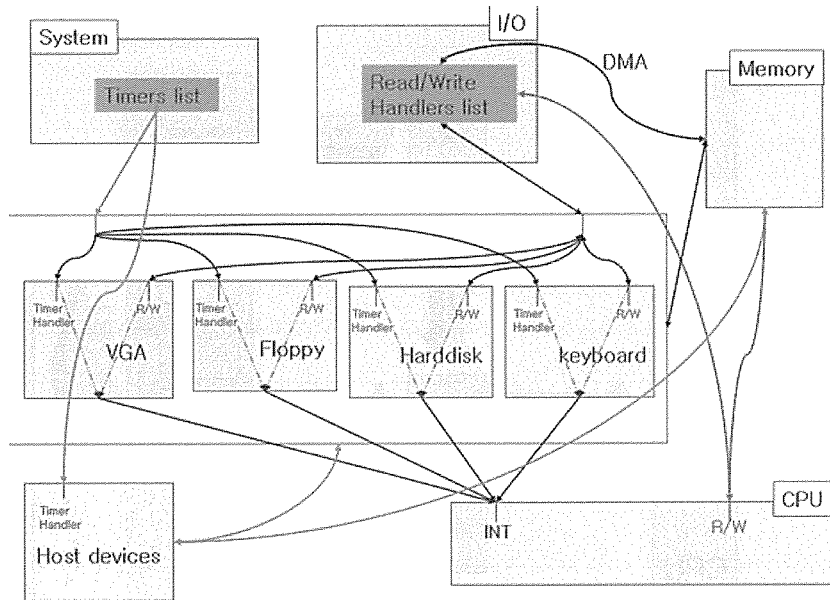 System
Timers list
I/O
Read/Write
Handlers list
DMA
Memory
Timer
Handler
R/W
VGA
Timer
Handler
R/W
Floppy
Timer
Handler
R/W
Harddisk
Timer
Handler
R/W
keyboard
Timer
Handler
Host devices
INT
R/W
CPU